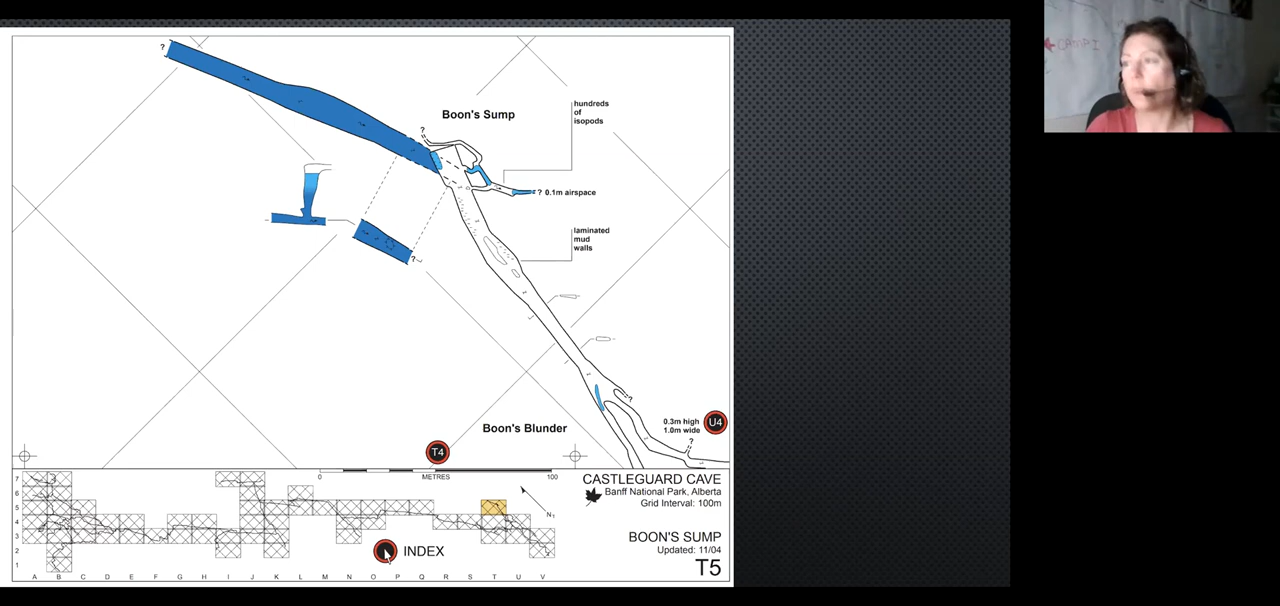 ?
Boon's Sump
?
hundreds
of
isopods
? 0.1m airspace
laminated
mud
walls
?
?
0.3m high
1.0m wide
U4
?
Boon's Blunder
T4
0
METRES
100
CASTLEGUARD CAVE
Banff National Park, Alberta
Grid Interval: 100m
N
BOON'S SUMP
Updated: 11/04
T5
INDEX
7
6
5
4
3
2
1
A B C D E F G H I J K L M N O P Q R S T U V